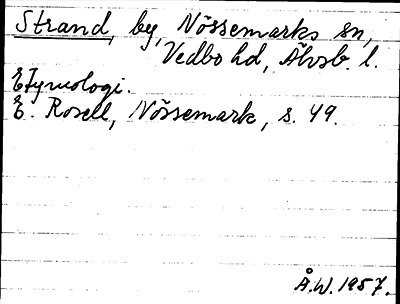 Strand, by, Nössemarks sn,
Vedbo hd, Älvsb. l.
Etymologi.
E. Rosell, Nössemark, s. 49.
Å.W. 1957.